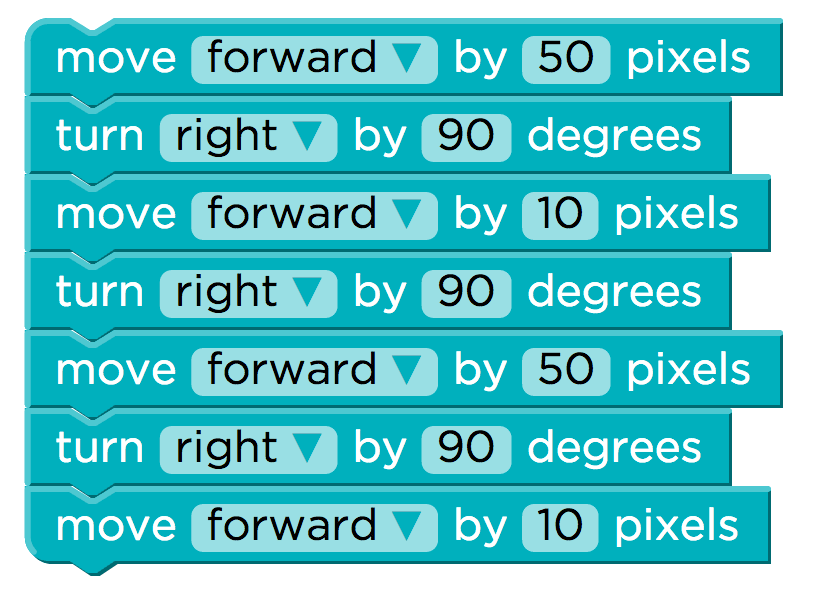 move forward ▼ by 50 pixels
turn right ▼ by 90 degrees
move forward ▼ by 10 pixels
turn right ▼ by 90 degrees
move forward ▼ by 50 pixels
turn right ▼ by 90 degrees
move forward ▼ by 10 pixels